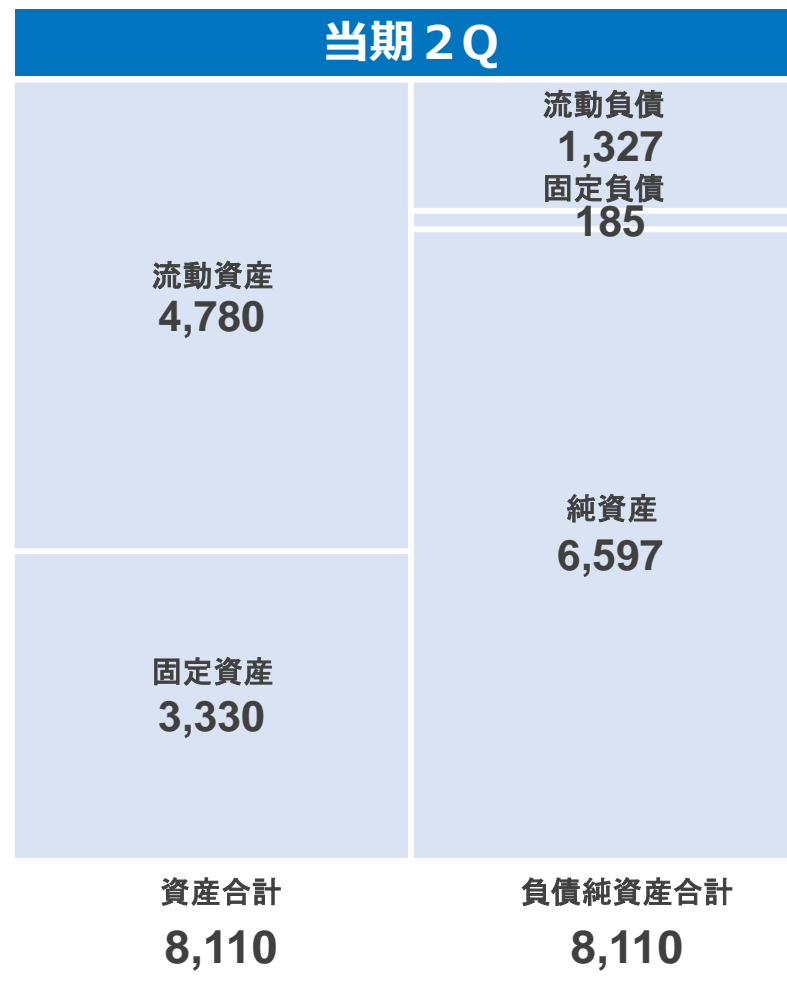 当期２Q
流動資産
4,780
固定資産
3,330
資産合計
8,110
流動負債
1,327
固定負債
185
純資産
6,597
負債純資産合計
8,110